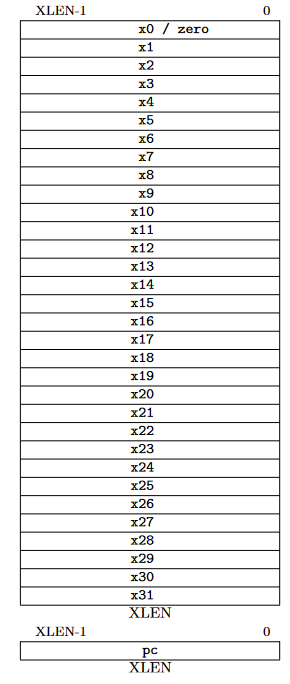 XLEN-1 0
x0 / zero
x1
x2
x3
x4
x5
x6
x7
x8
x9
x10
x11
x12
x13
x14
x15
x16
x17
x18
x19
x20
x21
x22
x23
x24
x25
x26
x27
x28
x29
x30
x31
XLEN
XLEN-1 0
pc
XLEN